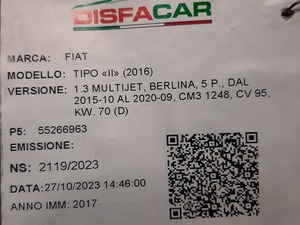 DISFACAR
MARCA: FIAT
MODELLO: TIPO «II» (2016)
VERSIONE: 1.3 MULTIJET, BERLINA, 5 P., DAL
2015-10 AL 2020-09, CM3 1248, CV 95,
KW. 70 (D)
P5: 55266963
EMISSIONE:
NS: 2119/2023
DATA:27/10/2023 14:46:00
ANNO IMM: 2017